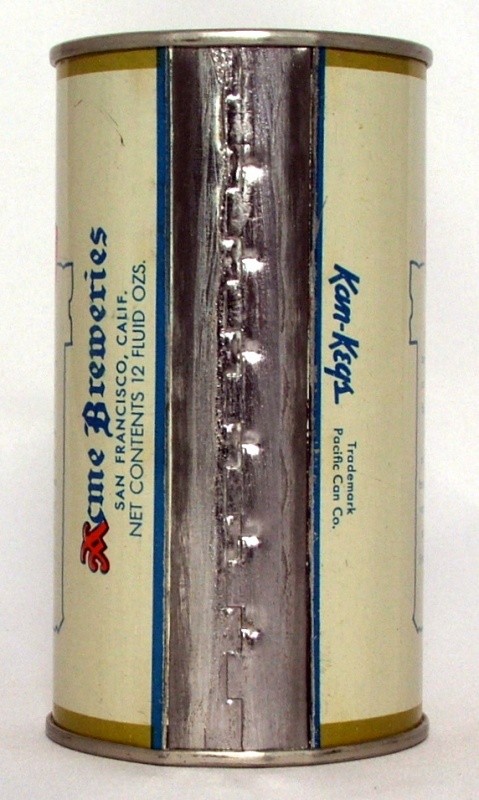 Acme Breweries
SAN FRANCISCO, CALIF.
NET CONTENTS 12 FLUID OZS.
Kan-Kegs
Trademark
Pacific Can Co.